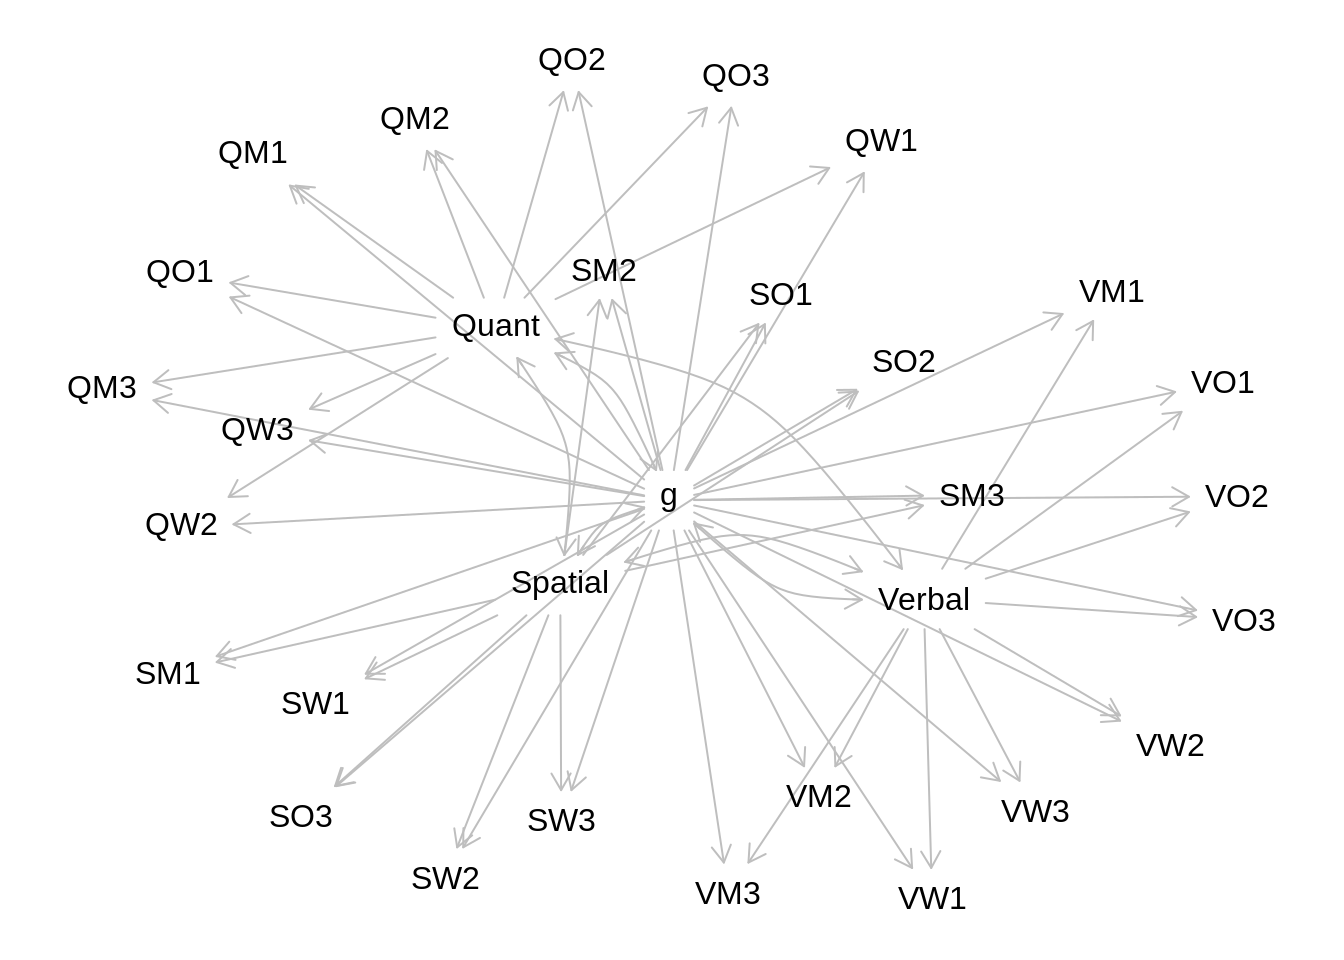 QO2
QO3
QM2
QW1
QM1
SM2
QO1
SO1
VM1
Quant
SO2
VO1
QM3
QW3
g
SM3
VO2
QW2
Spatial
Verbal
VO3
SM1
SW1
VW2
VM2
VW3
SO3
SW3
SW2
VM3
VW1